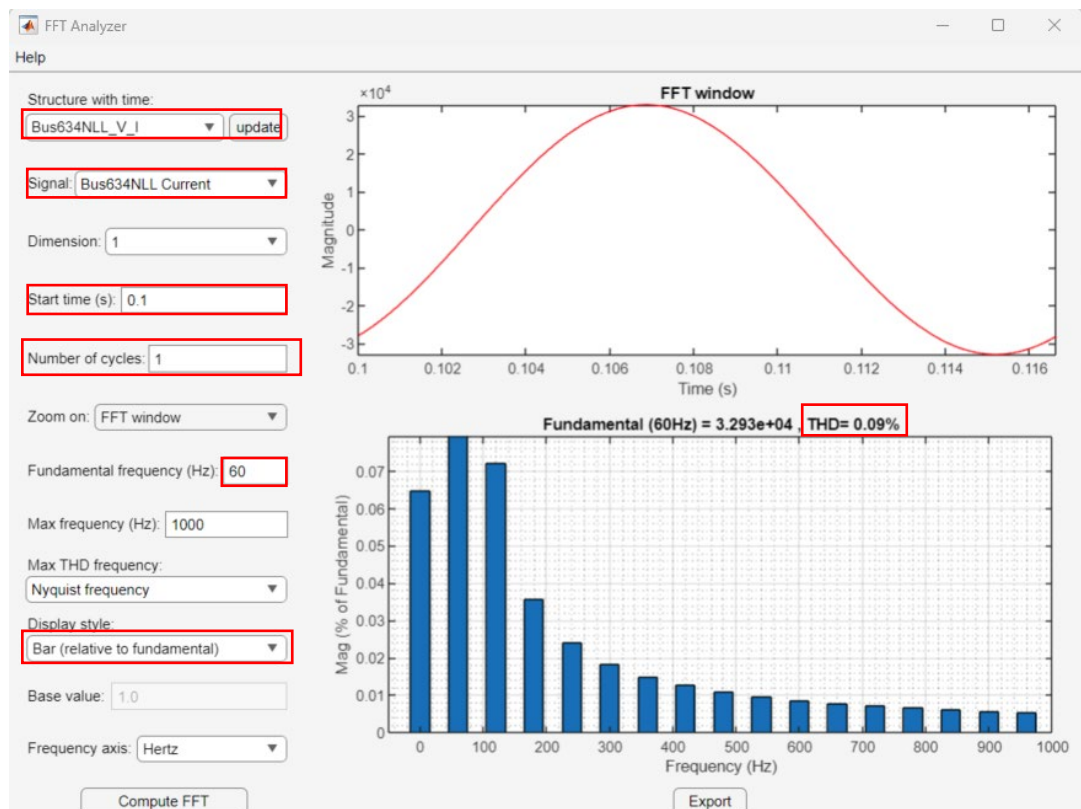 FFT Analyzer
Help
Structure with time:
Bus634NLL_V_I
update
Signal: Bus634NLL Current
Dimension: 1
Start time (s): 0.1
Number of cycles: 1
Zoom on: FFT window
Fundamental frequency (Hz): 60
Max frequency (Hz): 1000
Max THD frequency:
Nyquist frequency
Display style:
Bar (relative to fundamental)
Base value: 1.0
Frequency axis: Hertz
Compute FFT
×10⁴
FFT window
3
2
1
0
-1
-2
-3
Magnitude
0.1 0.102 0.104 0.106 0.108 0.11 0.112 0.114 0.116
Time (s)
Fundamental (60Hz) = 3.293e+04 , THD= 0.09%
0.07
0.06
0.05
0.04
0.03
0.02
0.01
0
Mag (% of Fundamental)
0 100 200 300 400 500 600 700 800 900 1000
Frequency (Hz)
Export